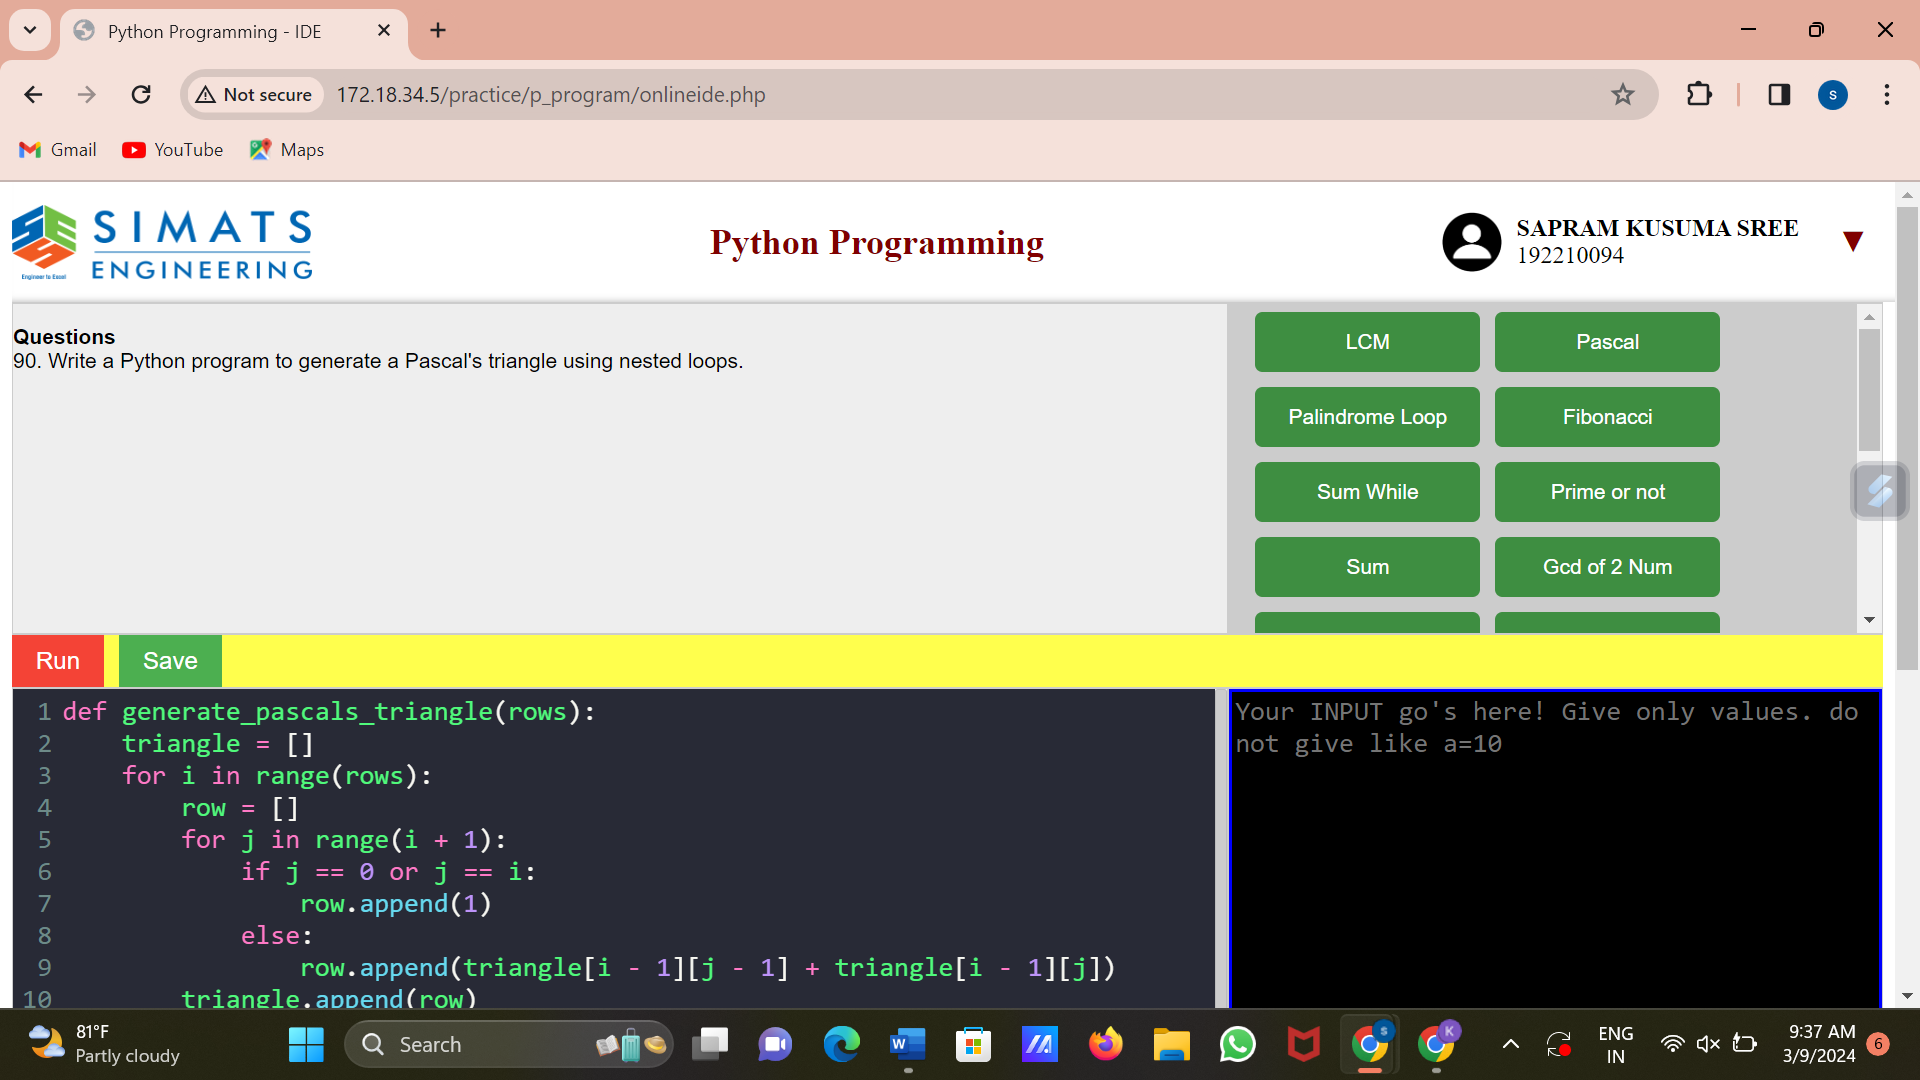 Python Programming - IDE
Not secure
172.18.34.5/practice/p_program/onlineide.php
S
Gmail
YouTube
Maps
SIMATS
ENGINEERING
Engineer to Excel
Python Programming
SAPRAM KUSUMA SREE
192210094
Questions
90. Write a Python program to generate a Pascal's triangle using nested loops.
LCM
Pascal
Palindrome Loop
Fibonacci
Sum While
Prime or not
Sum
Gcd of 2 Num
Run
Save
1 def generate_pascals_triangle(rows):
2     triangle = []
3     for i in range(rows):
4         row = []
5         for j in range(i + 1):
6             if j == 0 or j == i:
7                 row.append(1)
8             else:
9                 row.append(triangle[i - 1][j - 1] + triangle[i - 1][j])
10         triangle.append(row)
Your INPUT go's here! Give only values. do
not give like a=10
81°F
Partly cloudy
Search
W
S
K
ENG
IN
9:37 AM
3/9/2024
6